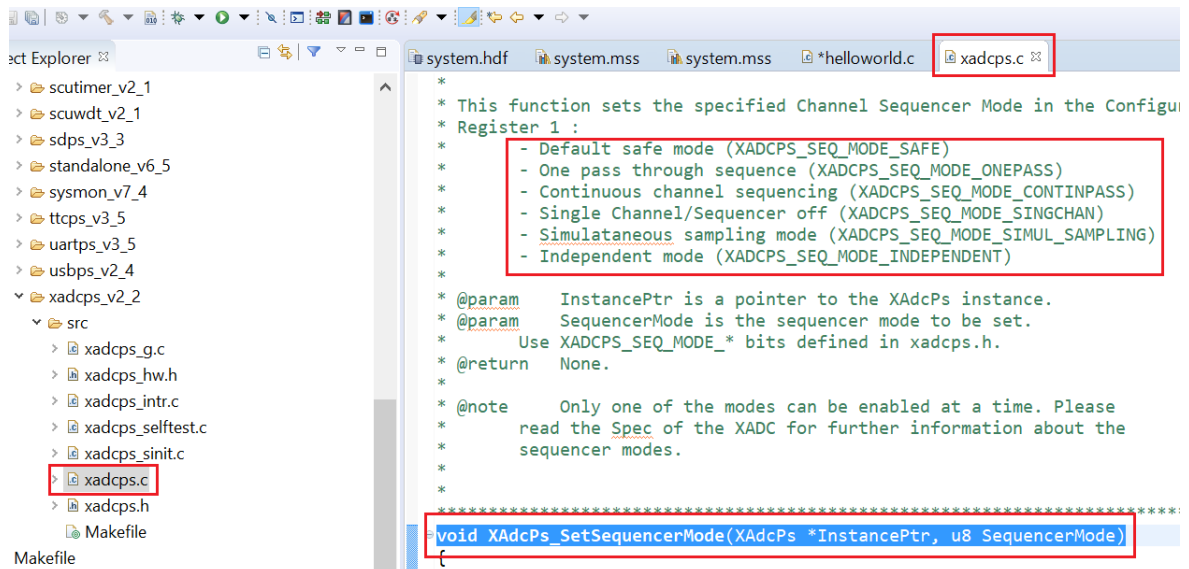 ect Explorer
scutimer_v2_1
scuwdt_v2_1
sdps_v3_3
standalone_v6_5
sysmon_v7_4
ttcps_v3_5
uartps_v3_5
usbps_v2_4
xadcps_v2_2
src
xadcps_g.c
xadcps_hw.h
xadcps_intr.c
xadcps_selftest.c
xadcps_sinit.c
xadcps.c
xadcps.h
Makefile
Makefile
system.hdf system.mss system.mss *helloworld.c xadcps.c
*
* This function sets the specified Channel Sequencer Mode in the Configu
* Register 1 :
* - Default safe mode (XADCPS_SEQ_MODE_SAFE)
* - One pass through sequence (XADCPS_SEQ_MODE_ONEPASS)
* - Continuous channel sequencing (XADCPS_SEQ_MODE_CONTINPASS)
* - Single Channel/Sequencer off (XADCPS_SEQ_MODE_SINGCHAN)
* - Simulataneous sampling mode (XADCPS_SEQ_MODE_SIMUL_SAMPLING)
* - Independent mode (XADCPS_SEQ_MODE_INDEPENDENT)
*
* @param InstancePtr is a pointer to the XAdcPs instance.
* @param SequencerMode is the sequencer mode to be set.
* Use XADCPS_SEQ_MODE_* bits defined in xadcps.h.
* @return None.
*
* @note Only one of the modes can be enabled at a time. Please
* read the Spec of the XADC for further information about the
* sequencer modes.
*
*
***********************************************************************
void XAdcPs_SetSequencerMode(XAdcPs *InstancePtr, u8 SequencerMode)
{